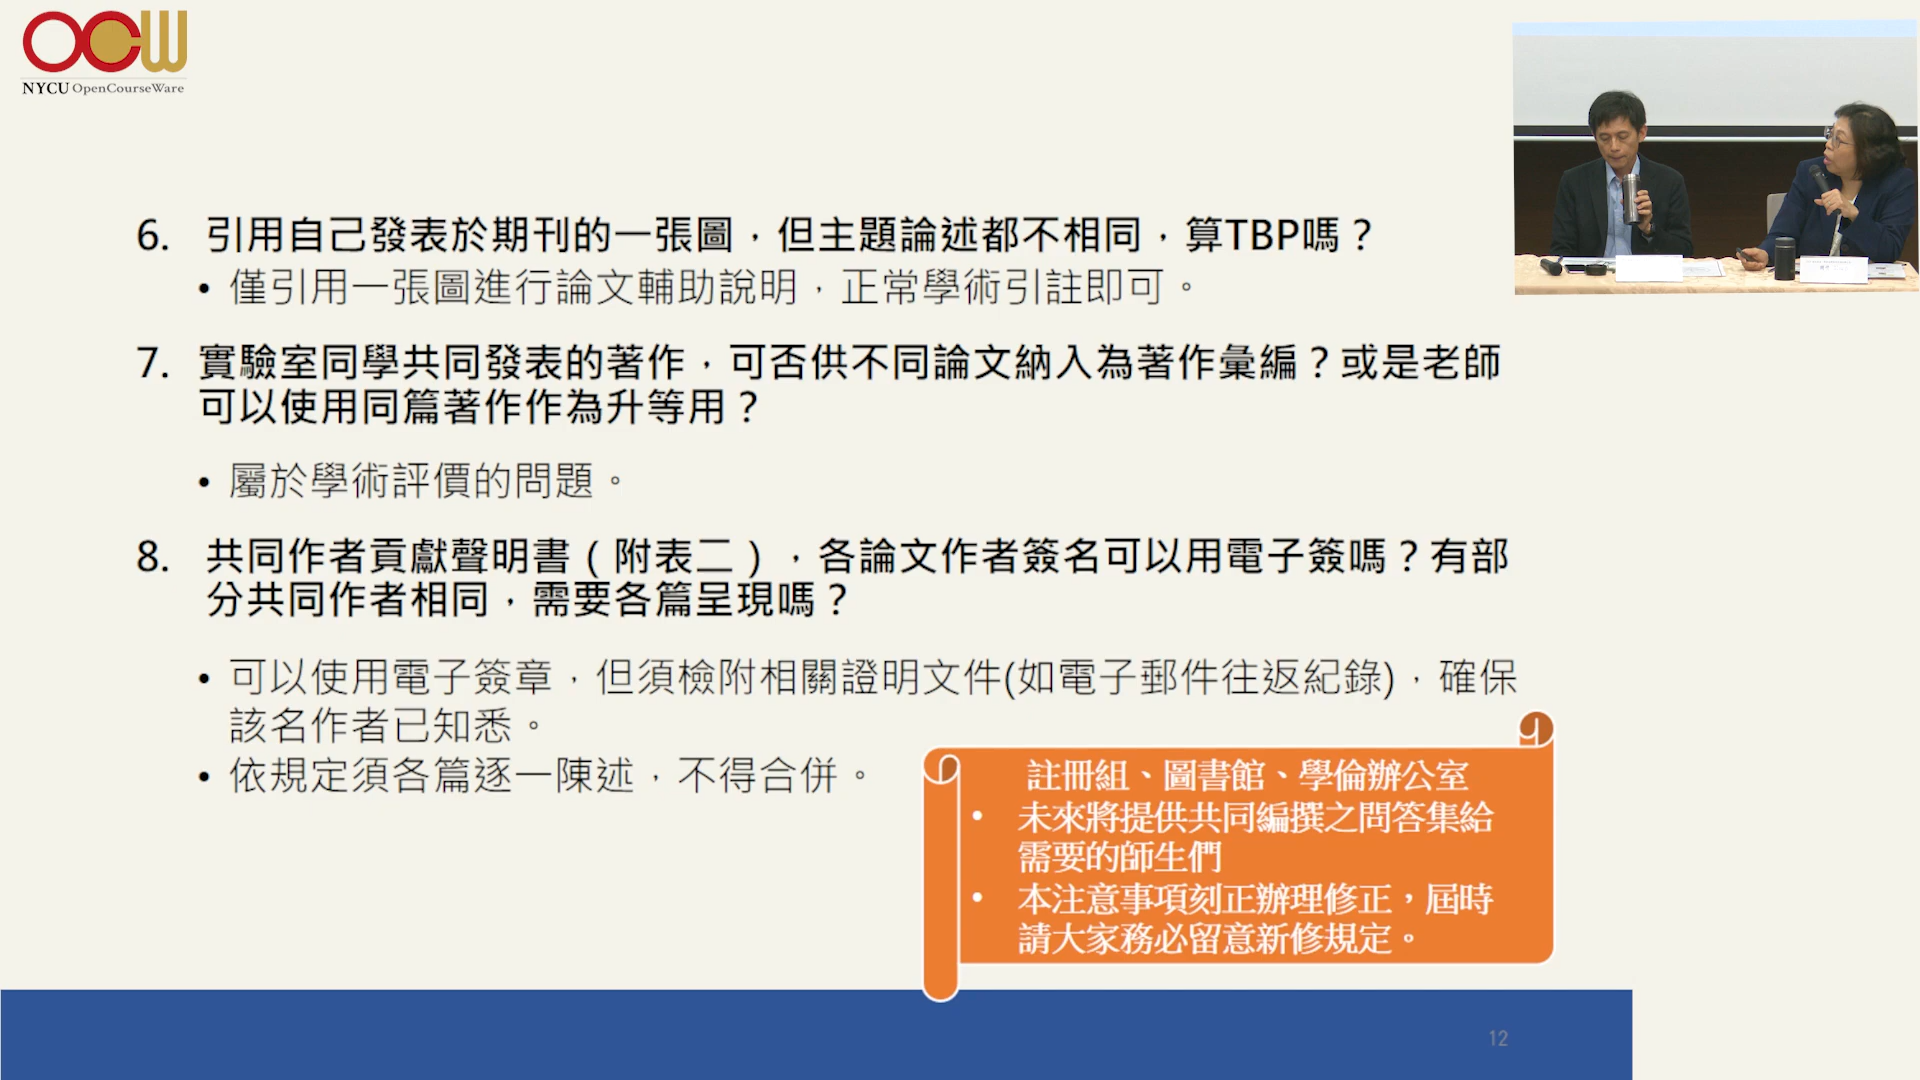 OCW
NYCU OpenCourseWare
6. 引用自己發表於期刊的一張圖，但主題論述都不相同，算TBP嗎？
• 僅引用一張圖進行論文輔助說明，正常學術引註即可。
7. 實驗室同學共同發表的著作，可否供不同論文納入為著作彙編？或是老師
可以使用同篇著作作為升等用？
• 屬於學術評價的問題。
8. 共同作者貢獻聲明書（附表二），各論文作者簽名可以用電子簽嗎？有部
分共同作者相同，需要各篇呈現嗎？
• 可以使用電子簽章，但須檢附相關證明文件(如電子郵件往返紀錄)，確保
該名作者已知悉。
• 依規定須各篇逐一陳述，不得合併。
註冊組、圖書館、學倫辦公室
• 未來將提供共同編撰之問答集給
需要的師生們
• 本注意事項刻正辦理修正，屆時
請大家務必留意新修規定。
12